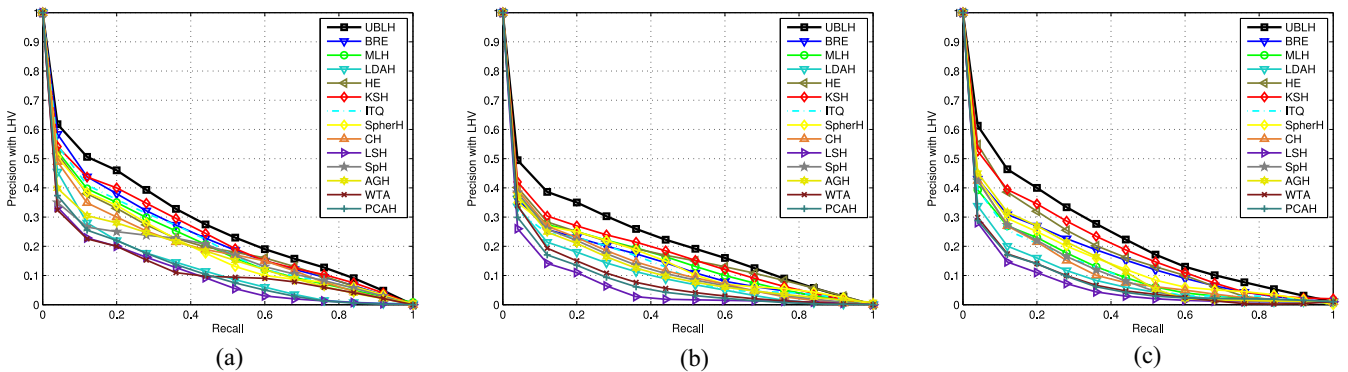 1
0.9
0.8
0.7
0.6
0.5
0.4
0.3
0.2
0.1
0
0 0.2 0.4 0.6 0.8 1
Precision with LHV
Recall
UBLH
BRE
MLH
LDAH
HE
KSH
ITQ
SpherH
CH
LSH
SpH
AGH
WTA
PCAH
(a)
1
0.9
0.8
0.7
0.6
0.5
0.4
0.3
0.2
0.1
0
0 0.2 0.4 0.6 0.8 1
Precision with LHV
Recall
UBLH
BRE
MLH
LDAH
HE
KSH
ITQ
SpherH
CH
LSH
SpH
AGH
WTA
PCAH
(b)
1
0.9
0.8
0.7
0.6
0.5
0.4
0.3
0.2
0.1
0
0 0.2 0.4 0.6 0.8 1
Precision with LHV
Recall
UBLH
BRE
MLH
LDAH
HE
KSH
ITQ
SpherH
CH
LSH
SpH
AGH
WTA
PCAH
(c)